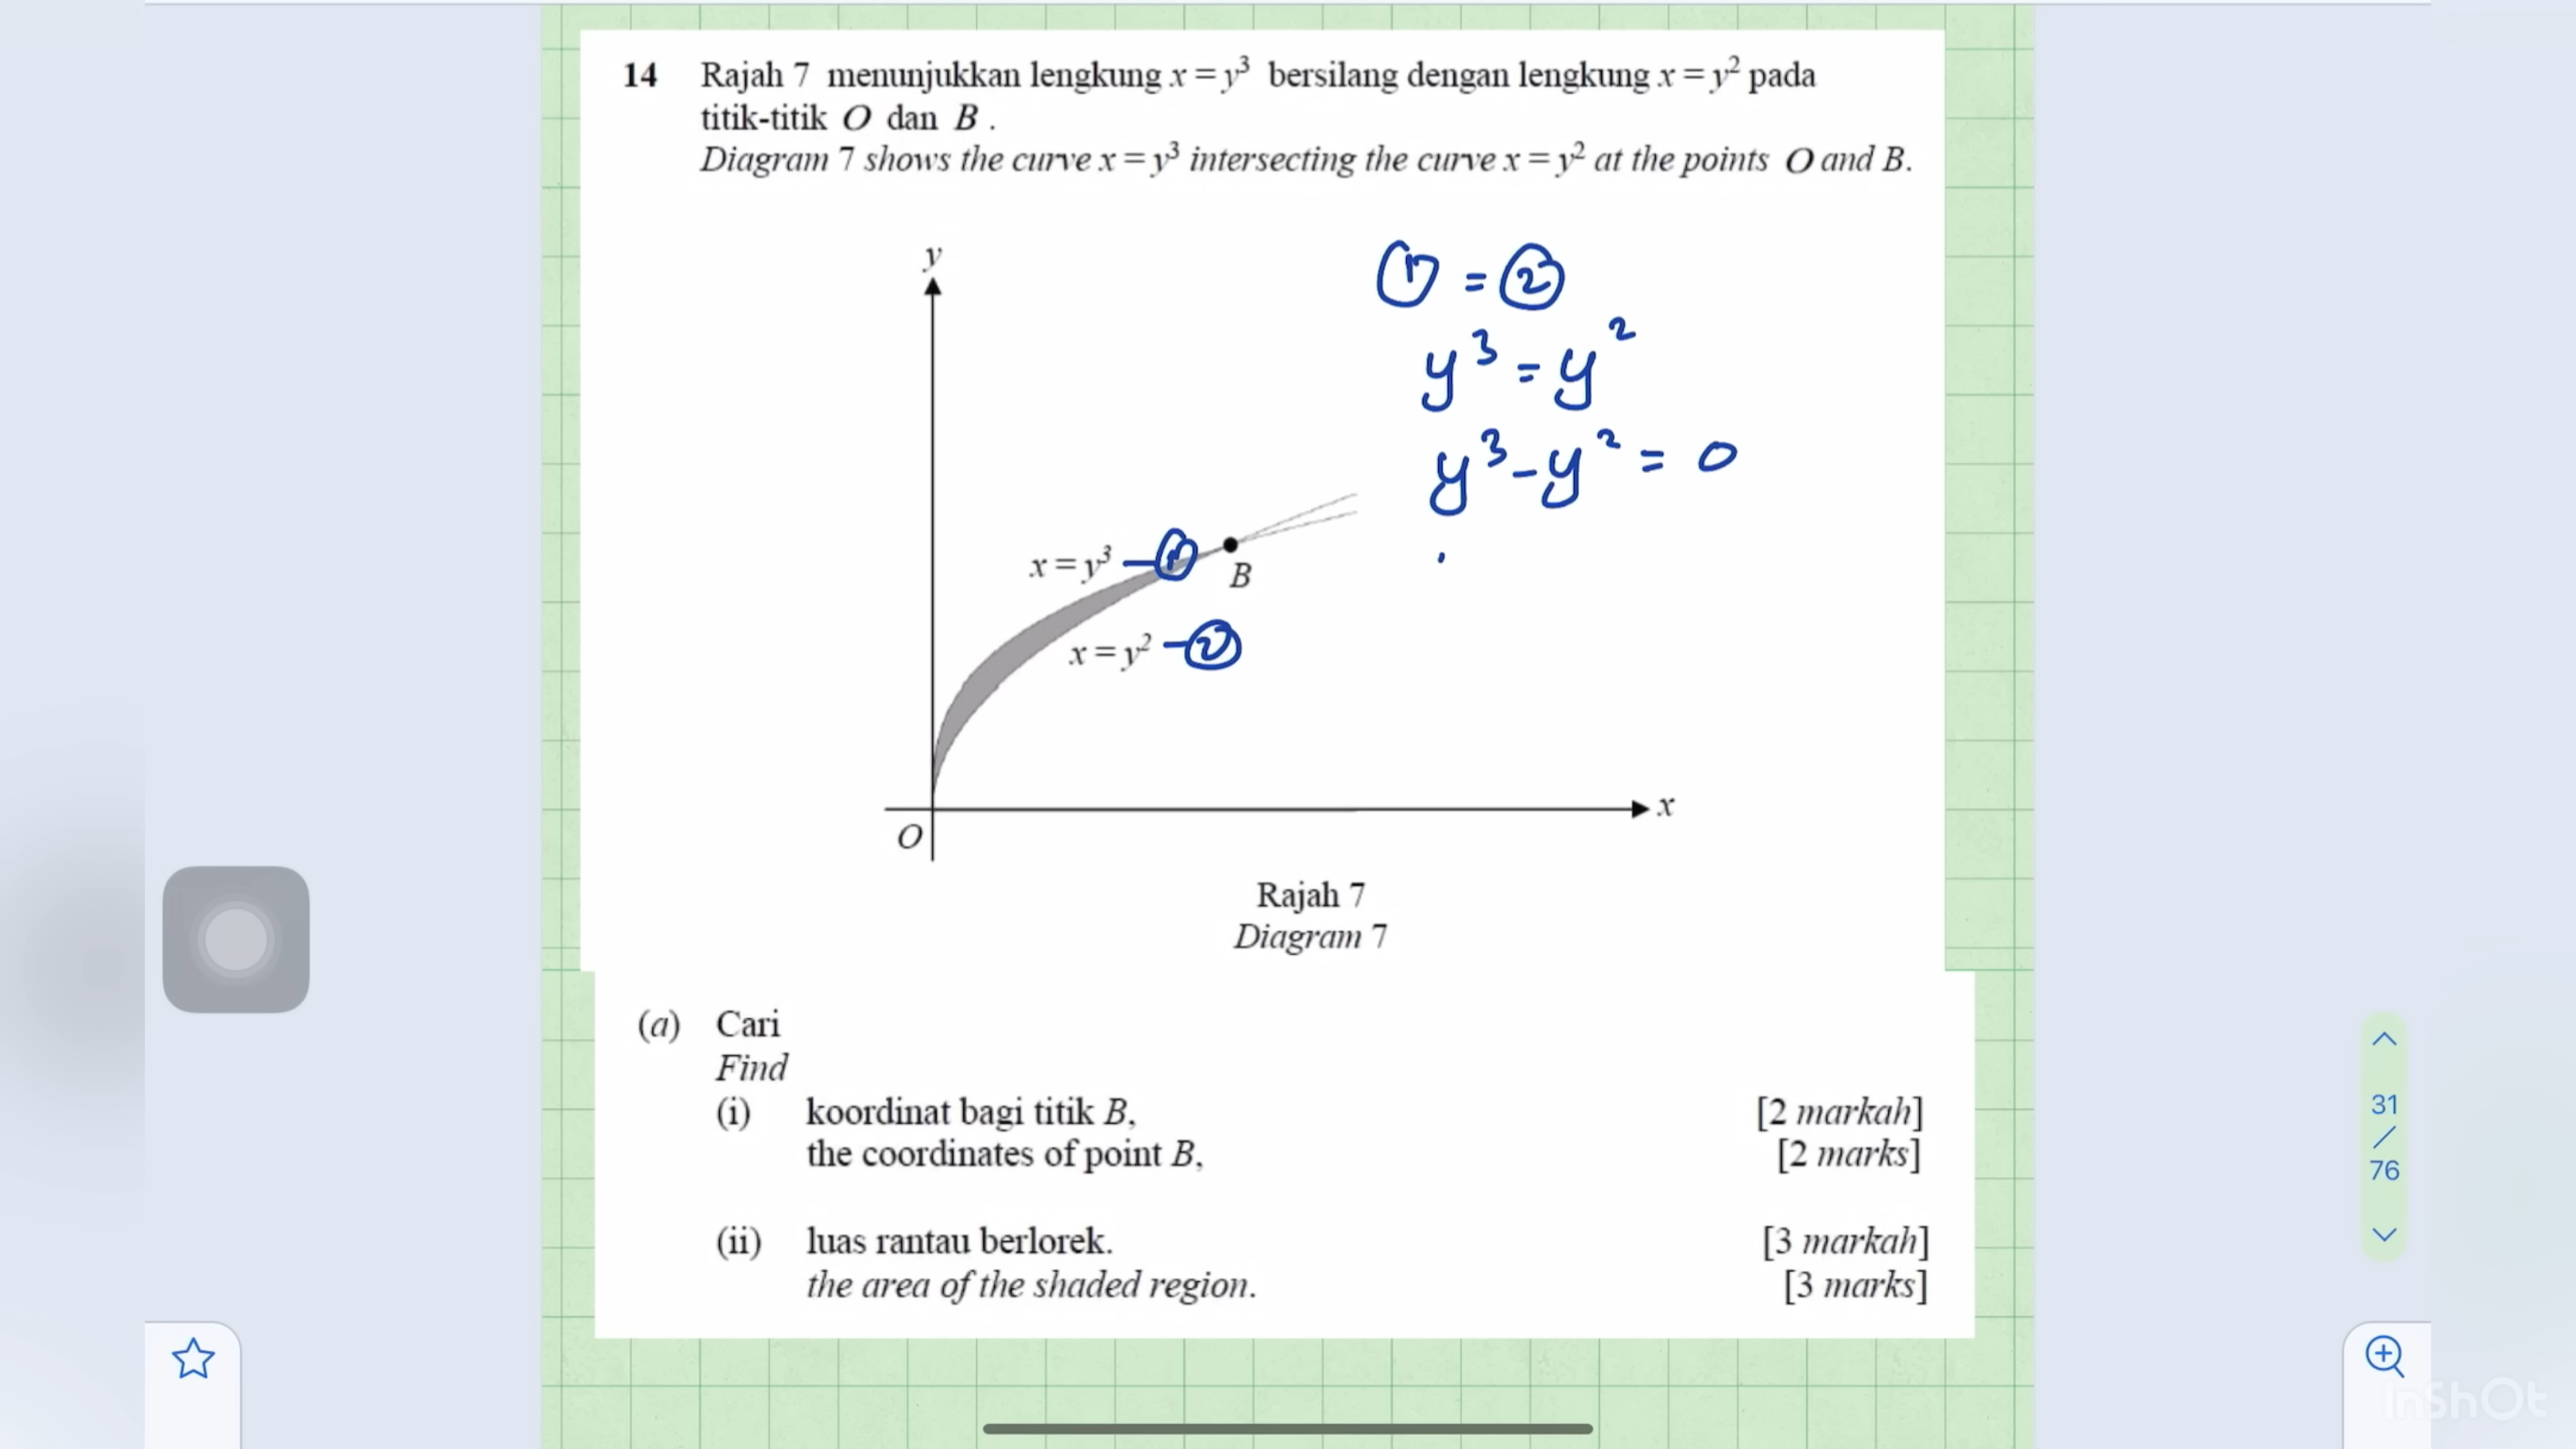 14 Rajah 7 menunjukkan lengkung x = y³ bersilang dengan lengkung x = y² pada
titik-titik O dan B .
Diagram 7 shows the curve x = y³ intersecting the curve x = y² at the points O and B.
y
① = ②
y³ = y²
y³ - y² = 0
x = y³ - ①
B
x = y² - ②
x
O
Rajah 7
Diagram 7
(a) Cari
Find
(i) koordinat bagi titik B, [2 markah]
the coordinates of point B, [2 marks]
(ii) luas rantau berlorek. [3 markah]
the area of the shaded region. [3 marks]
31
/
76
InShOt